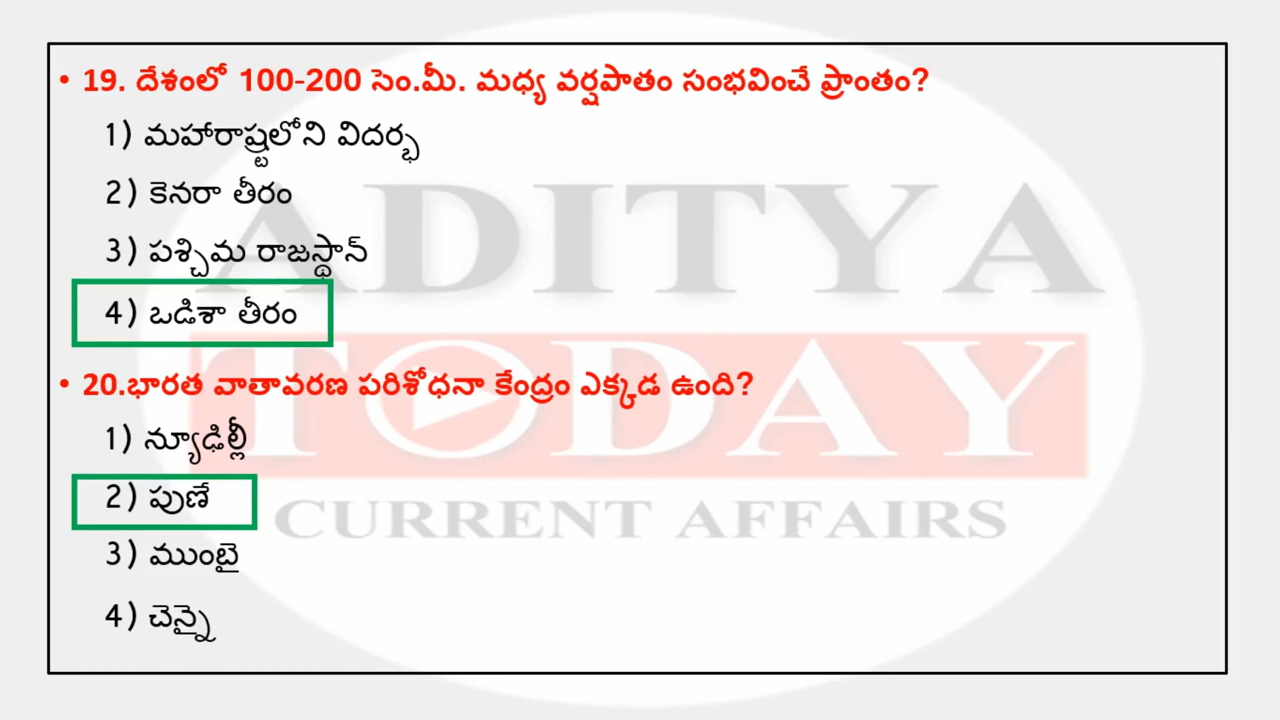 • 19. దేశంలో 100-200 సెం.మీ. మధ్య వర్షపాతం సంభవించే ప్రాంతం?
1) మహారాష్ట్రలోని విదర్భ
2) కెనరా తీరం
3) పశ్చిమ రాజస్థాన్
4) ఒడిశా తీరం
• 20.భారత వాతావరణ పరిశోధనా కేంద్రం ఎక్కడ ఉంది?
1) న్యూఢిల్లీ
2) పుణే
3) ముంబై
4) చెన్నై
ADITYA
TODAY
CURRENT AFFAIRS